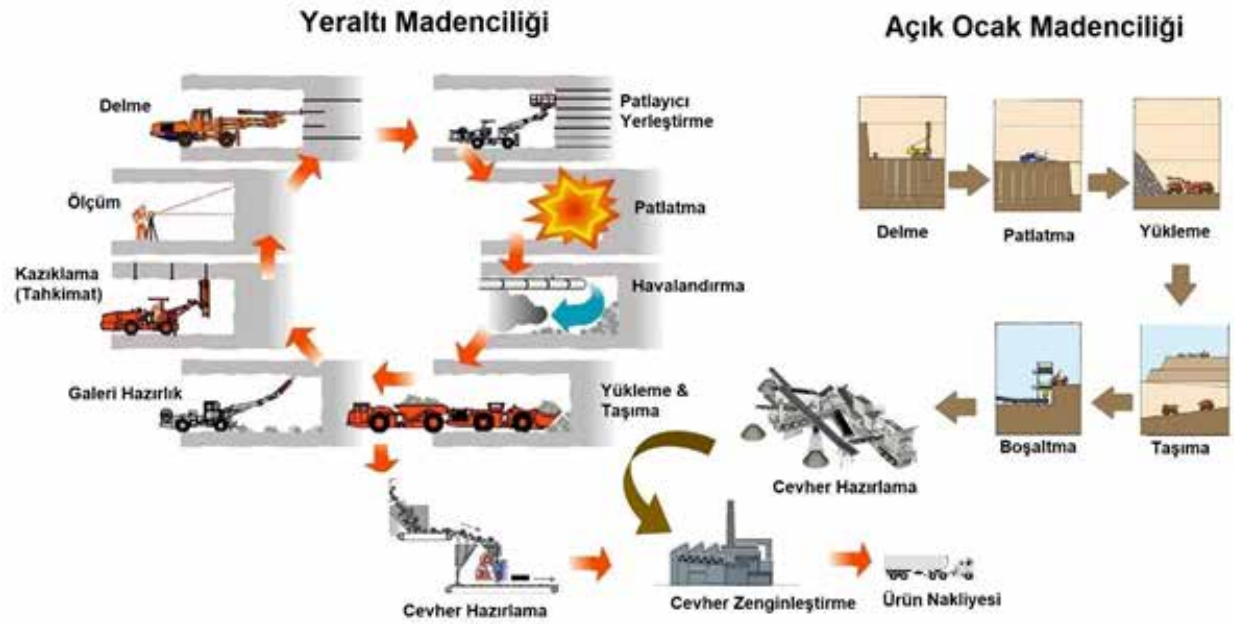 Yeraltı Madenciliği
Açık Ocak Madenciliği
Delme
Patlayıcı
Yerleştirme
Ölçüm
Patlatma
Kazıklama
(Tahkimat)
Havalandırma
Galeri Hazırlık
Yükleme &
Taşıma
Cevher Hazırlama
Cevher Zenginleştirme
Ürün Nakliyesi
Delme
Patlatma
Yükleme
Boşaltma
Taşıma
Cevher Hazırlama